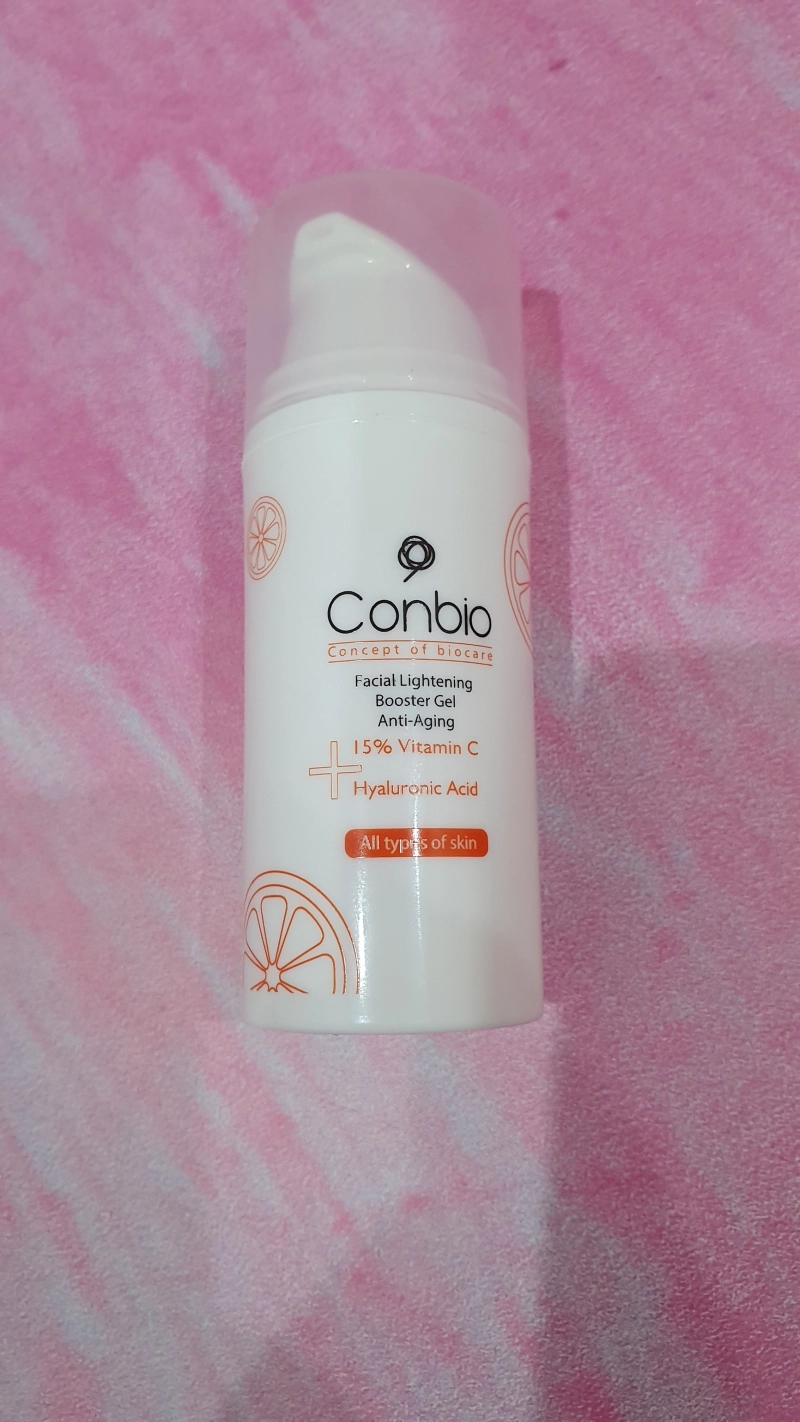 Conbio
Concept of biocare
Facial Lightening
Booster Gel
Anti-Aging
15% Vitamin C
+
Hyaluronic Acid
All types of skin